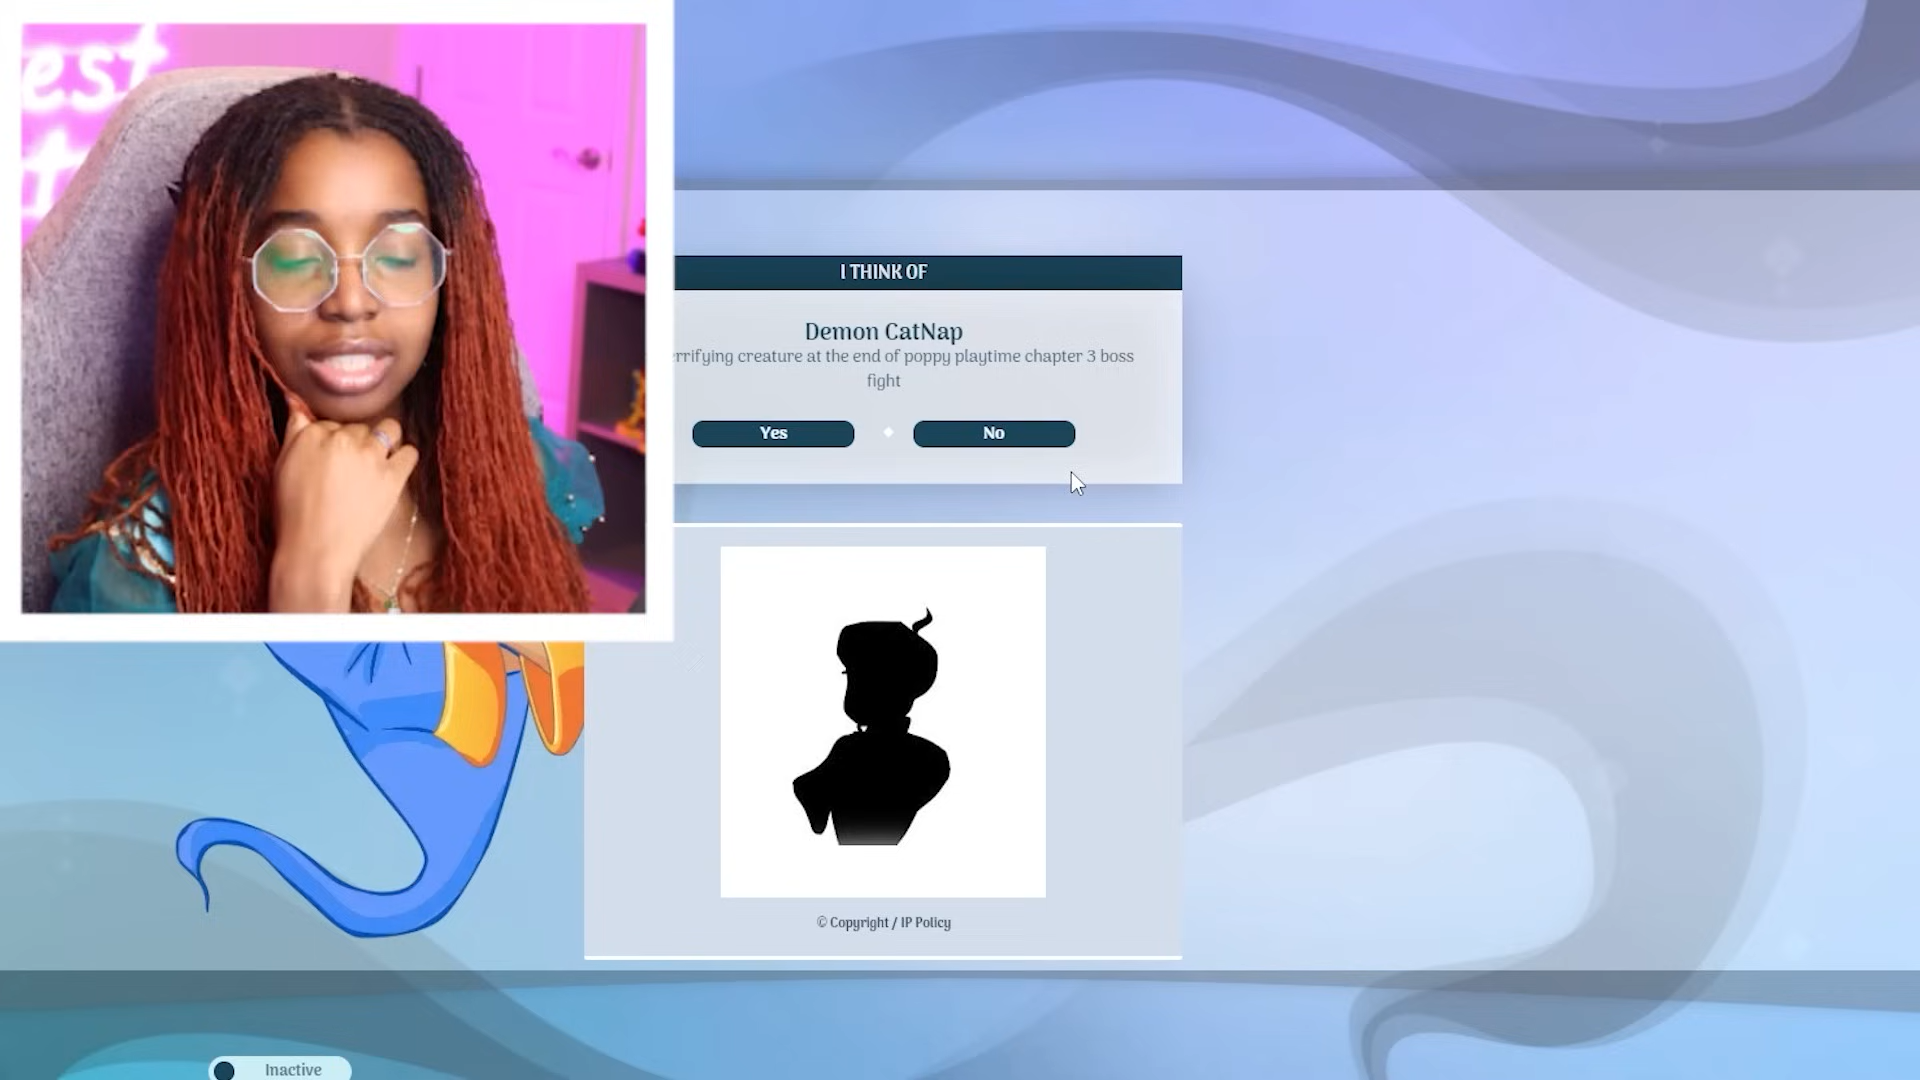 est
I THINK OF
Demon CatNap
creature at the end of poppy playtime chapter 3 boss
fight
Yes
No
© Copyright / IP Policy
Inactive